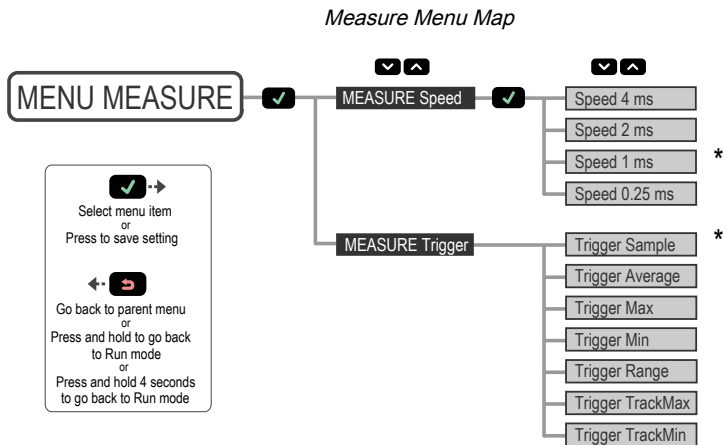 Measure Menu Map
MENU MEASURE
MEASURE Speed
Speed 4 ms
Speed 2 ms
Speed 1 ms *
Speed 0.25 ms
MEASURE Trigger
Trigger Sample *
Trigger Average
Trigger Max
Trigger Min
Trigger Range
Trigger TrackMax
Trigger TrackMin
Select menu item
or
Press to save setting
Go back to parent menu
or
Press and hold to go back
to Run mode
or
Press and hold 4 seconds
to go back to Run mode